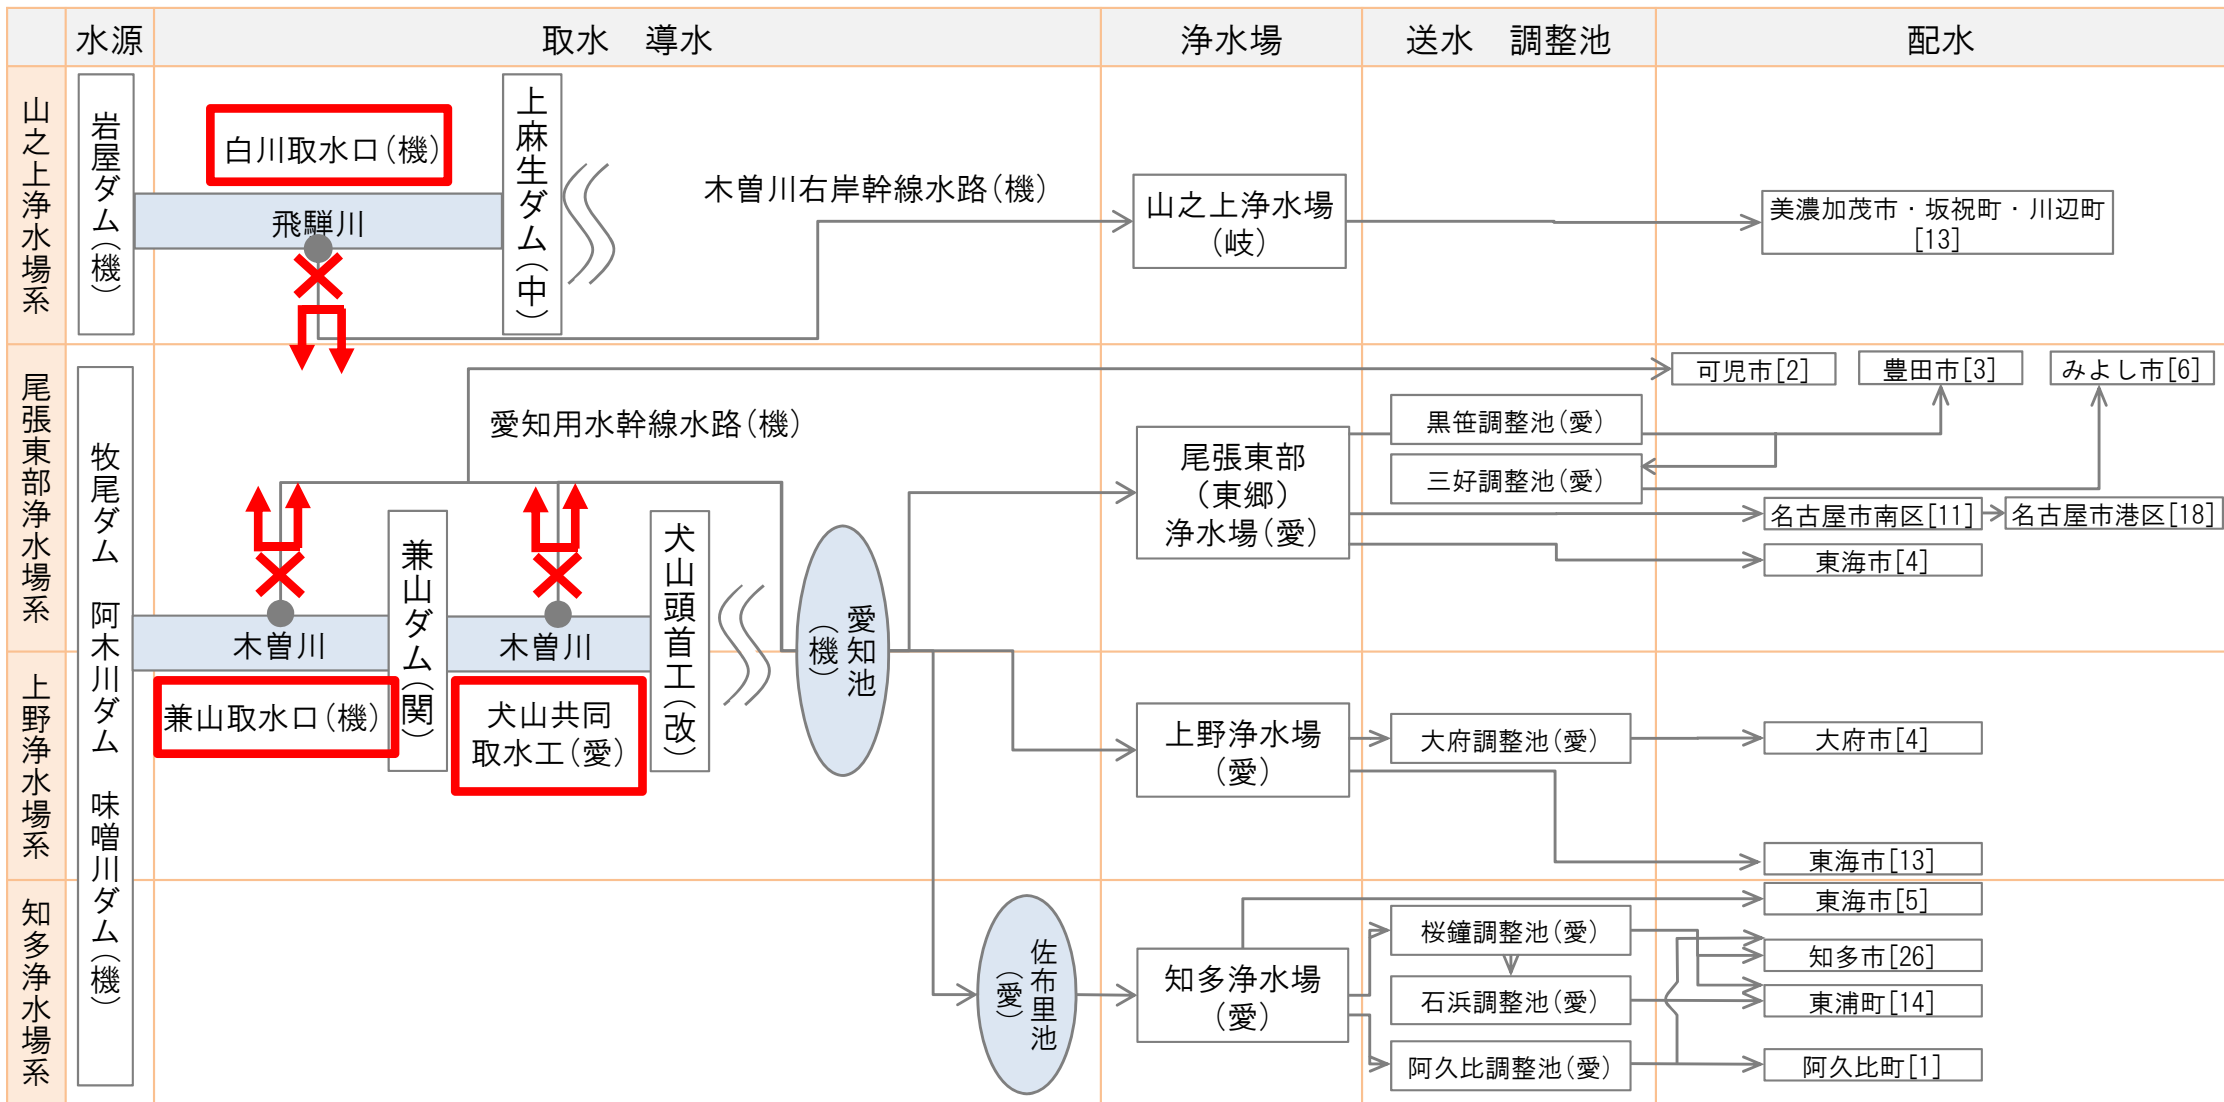 水源
取水　導水
浄水場
送水　調整池
配水
山之上浄水場系
岩屋ダム(機)
白川取水口(機)
飛騨川
上麻生ダム(中)
木曽川右岸幹線水路(機)
山之上浄水場
(岐)
美濃加茂市・坂祝町・川辺町
[13]
尾張東部浄水場系
牧尾ダム　阿木川ダム　味噌川ダム(機)
愛知用水幹線水路(機)
木曽川
兼山ダム(関)
木曽川
犬山頭首工(改)
兼山取水口(機)
犬山共同
取水工(愛)
愛知池
(機)
尾張東部
(東郷)
浄水場(愛)
黒笹調整池(愛)
三好調整池(愛)
可児市[2]
豊田市[3]
みよし市[6]
名古屋市南区[11]
名古屋市港区[18]
東海市[4]
上野浄水場系
上野浄水場
(愛)
大府調整池(愛)
大府市[4]
東海市[13]
知多浄水場系
佐布里池
(愛)
知多浄水場
(愛)
桜鐘調整池(愛)
石浜調整池(愛)
阿久比調整池(愛)
東海市[5]
知多市[26]
東浦町[14]
阿久比町[1]